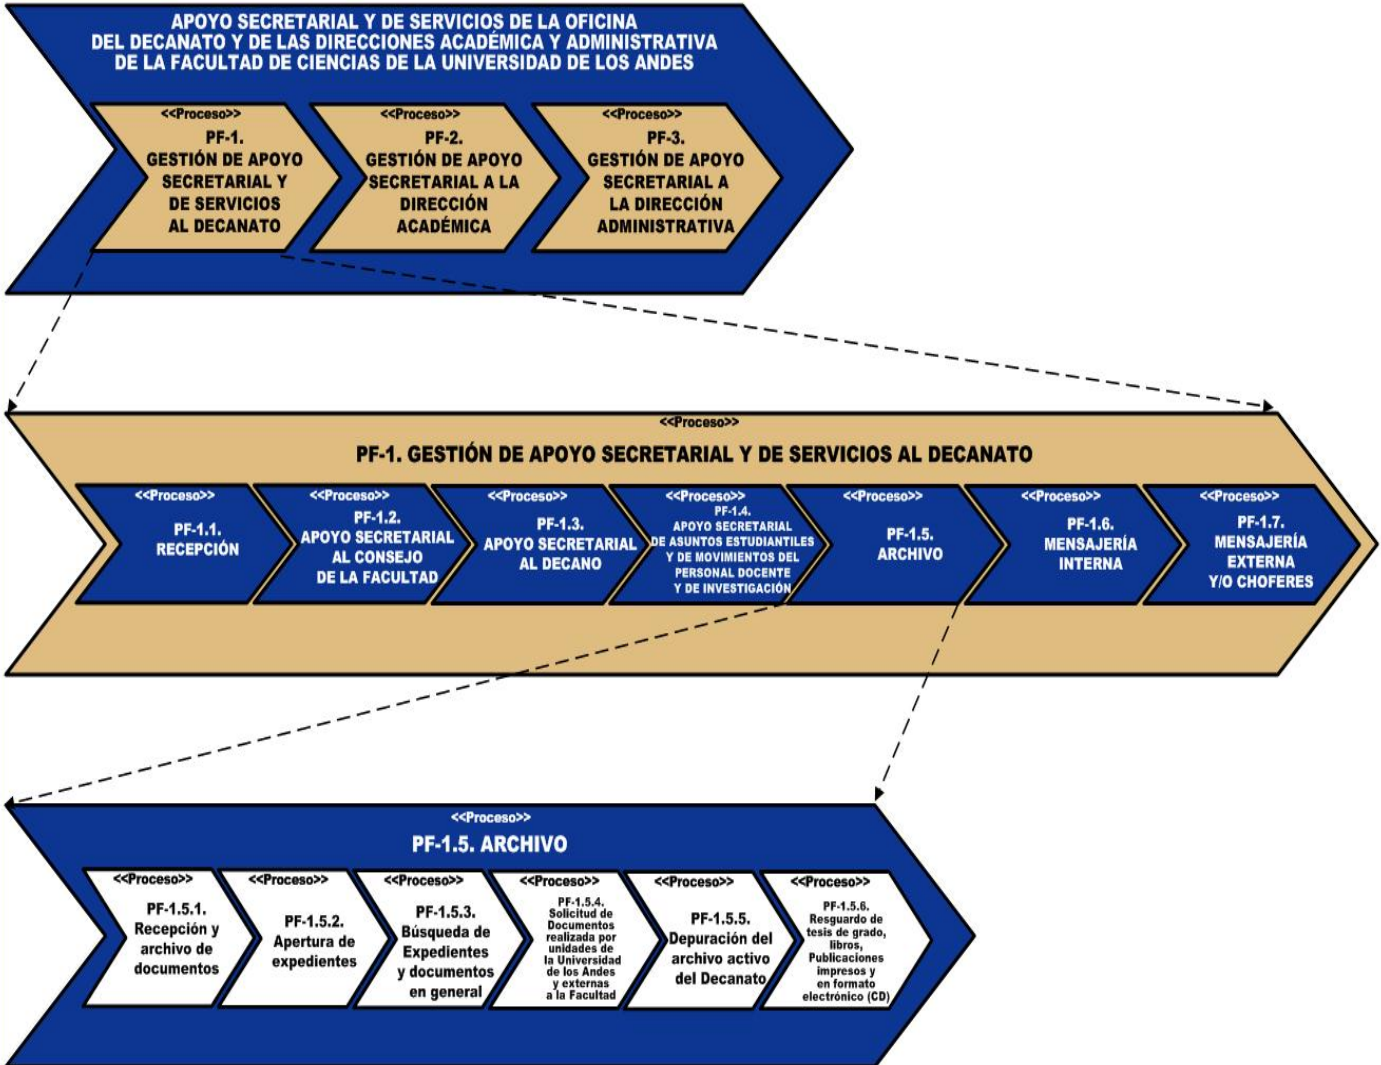 APOYO SECRETARIAL Y DE SERVICIOS DE LA OFICINA
DEL DECANATO Y DE LAS DIRECCIONES ACADÉMICA Y ADMINISTRATIVA
DE LA FACULTAD DE CIENCIAS DE LA UNIVERSIDAD DE LOS ANDES
<<Proceso>>
PF-1.
GESTIÓN DE APOYO
SECRETARIAL Y
DE SERVICIOS
AL DECANATO
<<Proceso>>
PF-2.
GESTIÓN DE APOYO
SECRETARIAL A LA
DIRECCIÓN
ACADÉMICA
<<Proceso>>
PF-3.
GESTIÓN DE APOYO
SECRETARIAL A
LA DIRECCIÓN
ADMINISTRATIVA
<<Proceso>>
PF-1. GESTIÓN DE APOYO SECRETARIAL Y DE SERVICIOS AL DECANATO
<<Proceso>>
PF-1.1.
RECEPCIÓN
<<Proceso>>
PF-1.2.
APOYO SECRETARIAL
AL CONSEJO
DE LA FACULTAD
<<Proceso>>
PF-1.3.
APOYO SECRETARIAL
AL DECANO
<<Proceso>>
PF-1.4.
APOYO SECRETARIAL
DE ASUNTOS ESTUDIANTILES
Y DE MOVIMIENTOS DEL
PERSONAL DOCENTE
Y DE INVESTIGACIÓN
<<Proceso>>
PF-1.5.
ARCHIVO
<<Proceso>>
PF-1.6.
MENSAJERÍA
INTERNA
<<Proceso>>
PF-1.7.
MENSAJERÍA
EXTERNA
Y/O CHOFERES
<<Proceso>>
PF-1.5. ARCHIVO
<<Proceso>>
PF-1.5.1.
Recepción y
archivo de
documentos
<<Proceso>>
PF-1.5.2.
Apertura de
expedientes
<<Proceso>>
PF-1.5.3.
Búsqueda de
Expedientes
y documentos
en general
<<Proceso>>
PF-1.5.4.
Solicitud de
Documentos
realizada por
unidades de
la Universidad
de los Andes
y externas
a la Facultad
<<Proceso>>
PF-1.5.5.
Depuración del
archivo activo
del Decanato
<<Proceso>>
PF-1.5.6.
Resguardo de
tesis de grado,
libros,
Publicaciones
impresos y
en formato
electrónico (CD)